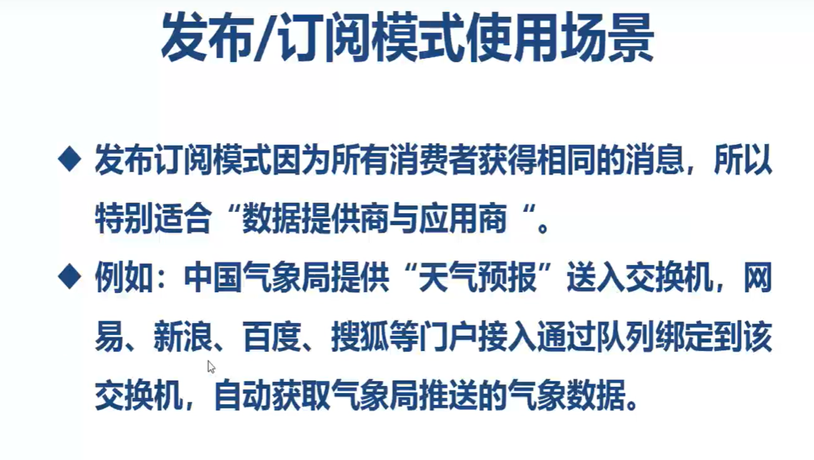 发布/订阅模式使用场景
发布订阅模式因为所有消费者获得相同的消息，所以
特别适合“数据提供商与应用商“。
例如：中国气象局提供“天气预报”送入交换机，网
易、新浪、百度、搜狐等门户接入通过队列绑定到该
交换机，自动获取气象局推送的气象数据。